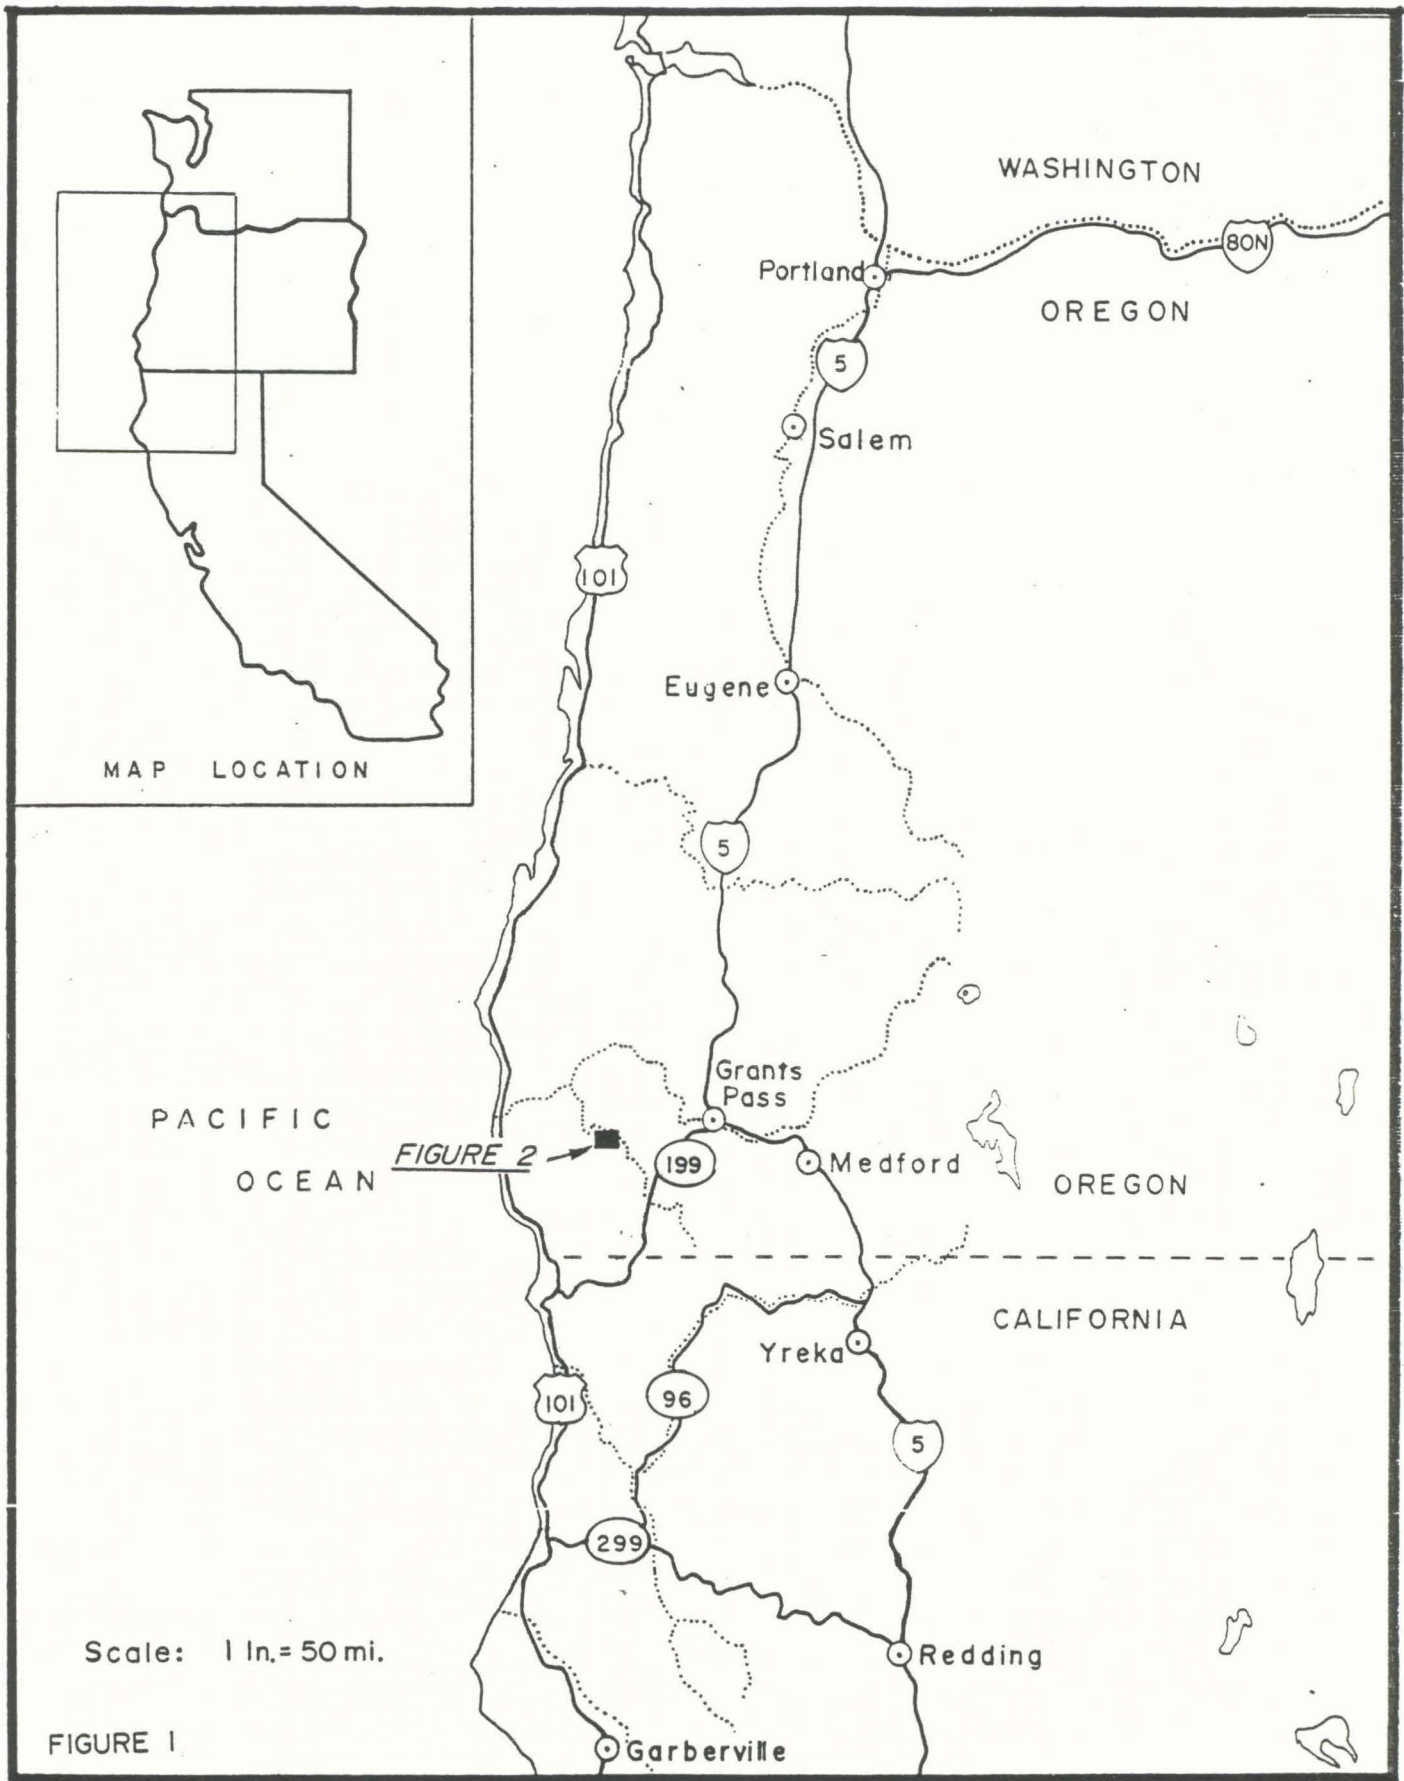 WASHINGTON
80N
Portland
OREGON
5
Salem
101
Eugene
MAP LOCATION
5
Grants
Pass
PACIFIC
OCEAN
FIGURE 2
199
Medford
OREGON
CALIFORNIA
Yreka
101
96
5
299
Scale: 1 In. = 50 mi.
Redding
FIGURE 1
Garberville